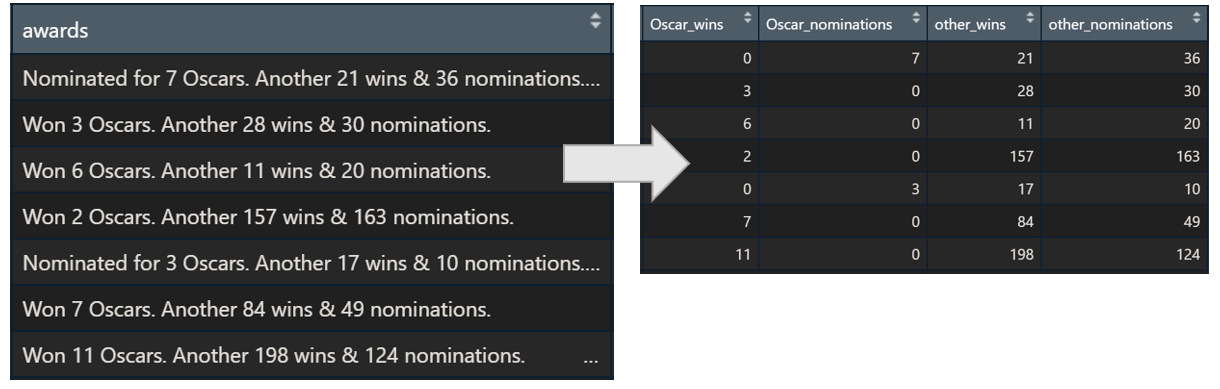 awards
Nominated for 7 Oscars. Another 21 wins & 36 nominations....
Won 3 Oscars. Another 28 wins & 30 nominations.
Won 6 Oscars. Another 11 wins & 20 nominations.
Won 2 Oscars. Another 157 wins & 163 nominations.
Nominated for 3 Oscars. Another 17 wins & 10 nominations....
Won 7 Oscars. Another 84 wins & 49 nominations.
Won 11 Oscars. Another 198 wins & 124 nominations. ...
Oscar_wins Oscar_nominations other_wins other_nominations
0 7 21 36
3 0 28 30
6 0 11 20
2 0 157 163
0 3 17 10
7 0 84 49
11 0 198 124